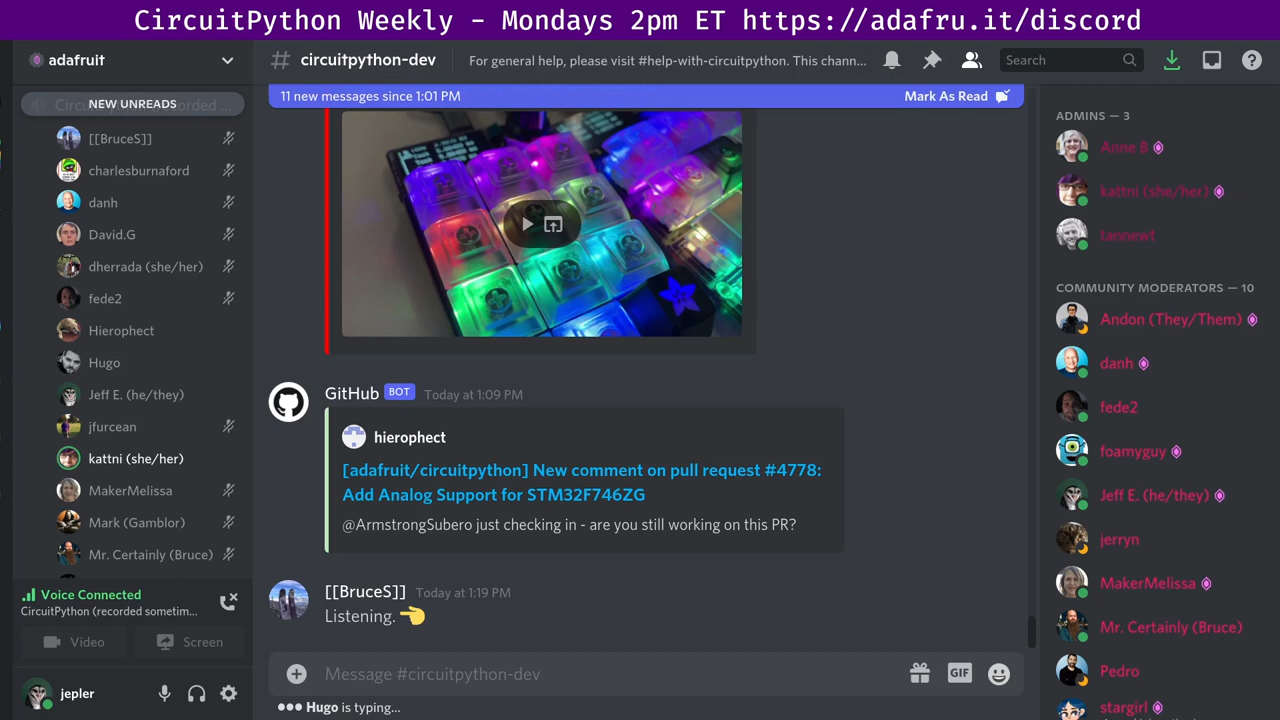 CircuitPython Weekly - Mondays 2pm ET https://adafru.it/discord
adafruit
NEW UNREADS
[[BruceS]]
charlesburnaford
danh
David.G
dherrada (she/her)
fede2
Hierophect
Hugo
Jeff E. (he/they)
jfurcean
kattni (she/her)
MakerMelissa
Mark (Gamblor)
Mr. Certainly (Bruce)
Voice Connected
CircuitPython (recorded sometim...
Video
Screen
jepler
# circuitpython-dev
For general help, please visit #help-with-circuitpython. This chann...
Search
11 new messages since 1:01 PM
Mark As Read
GitHub BOT Today at 1:09 PM
hierophect
[adafruit/circuitpython] New comment on pull request #4778:
Add Analog Support for STM32F746ZG
@ArmstrongSubero just checking in - are you still working on this PR?
[[BruceS]] Today at 1:19 PM
Listening. 👈
Message #circuitpython-dev
GIF
Hugo is typing...
ADMINS — 3
Anne B
kattni (she/her)
tannewt
COMMUNITY MODERATORS — 10
Andon (They/Them)
danh
fede2
foamyguy
Jeff E. (he/they)
jerryn
MakerMelissa
Mr. Certainly (Bruce)
Pedro
stargirl